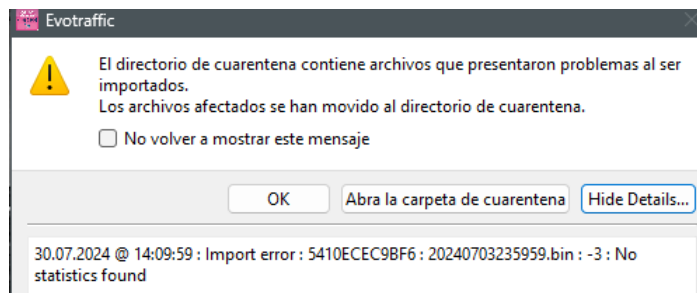 Evotraffic
El directorio de cuarentena contiene archivos que presentaron problemas al ser
importados.
Los archivos afectados se han movido al directorio de cuarentena.
No volver a mostrar este mensaje
OK
Abra la carpeta de cuarentena
Hide Details...
30.07.2024 @ 14:09:59 : Import error : 5410ECEC9BF6 : 20240703235959.bin : -3 : No
statistics found